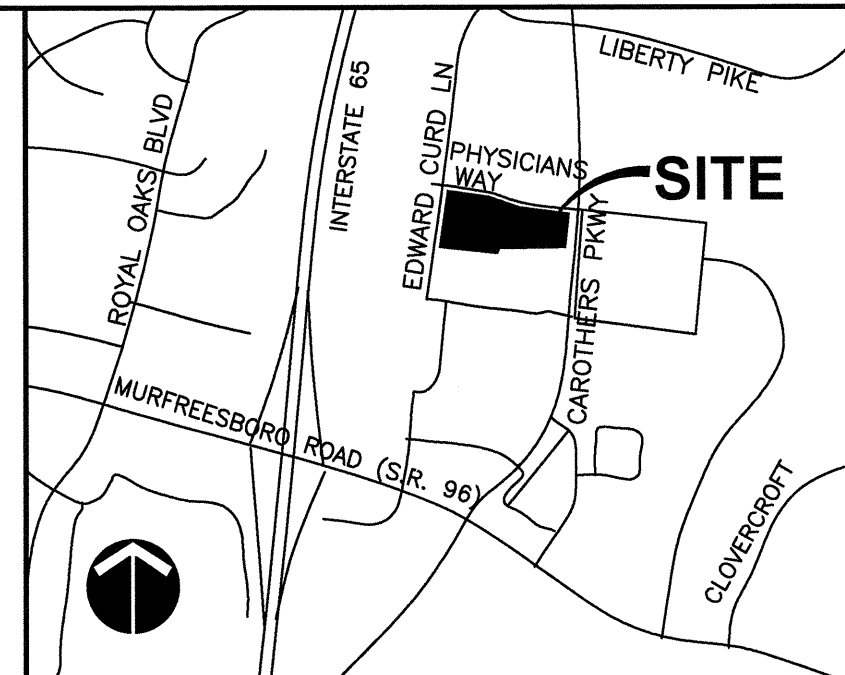 LIBERTY PIKE
INTERSTATE 65
EDWARD CURD LN
ROYAL OAKS BLVD
PHYSICIANS
WAY
SITE
CAROTHERS PKWY
MURFREESBORO ROAD (S.R. 96)
CLOVERCROFT